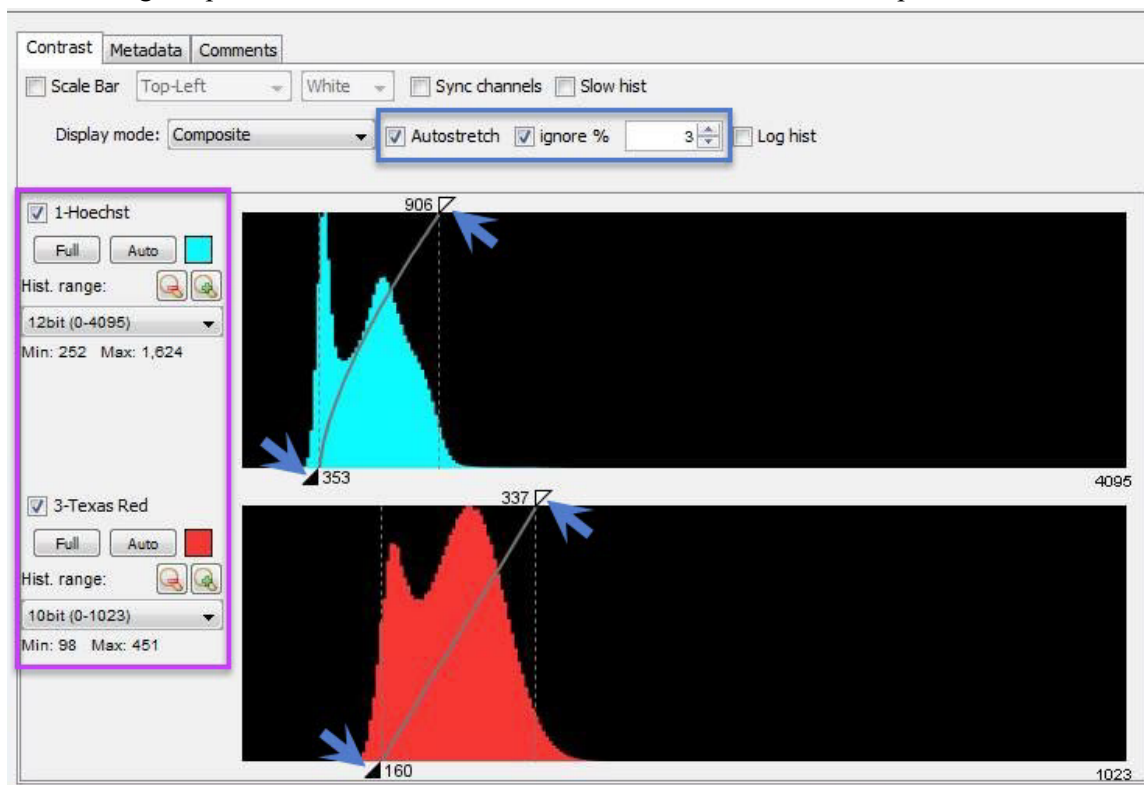 Contrast Metadata Comments
Scale Bar Top-Left White Sync channels Slow hist
Display mode: Composite Autostretch ignore % 3 Log hist
1-Hoechst
906
Full Auto
Hist. range:
12bit (0-4095)
Min: 252 Max: 1,624
353
4095
3-Texas Red
337
Full Auto
Hist. range:
10bit (0-1023)
Min: 98 Max: 451
160
1023